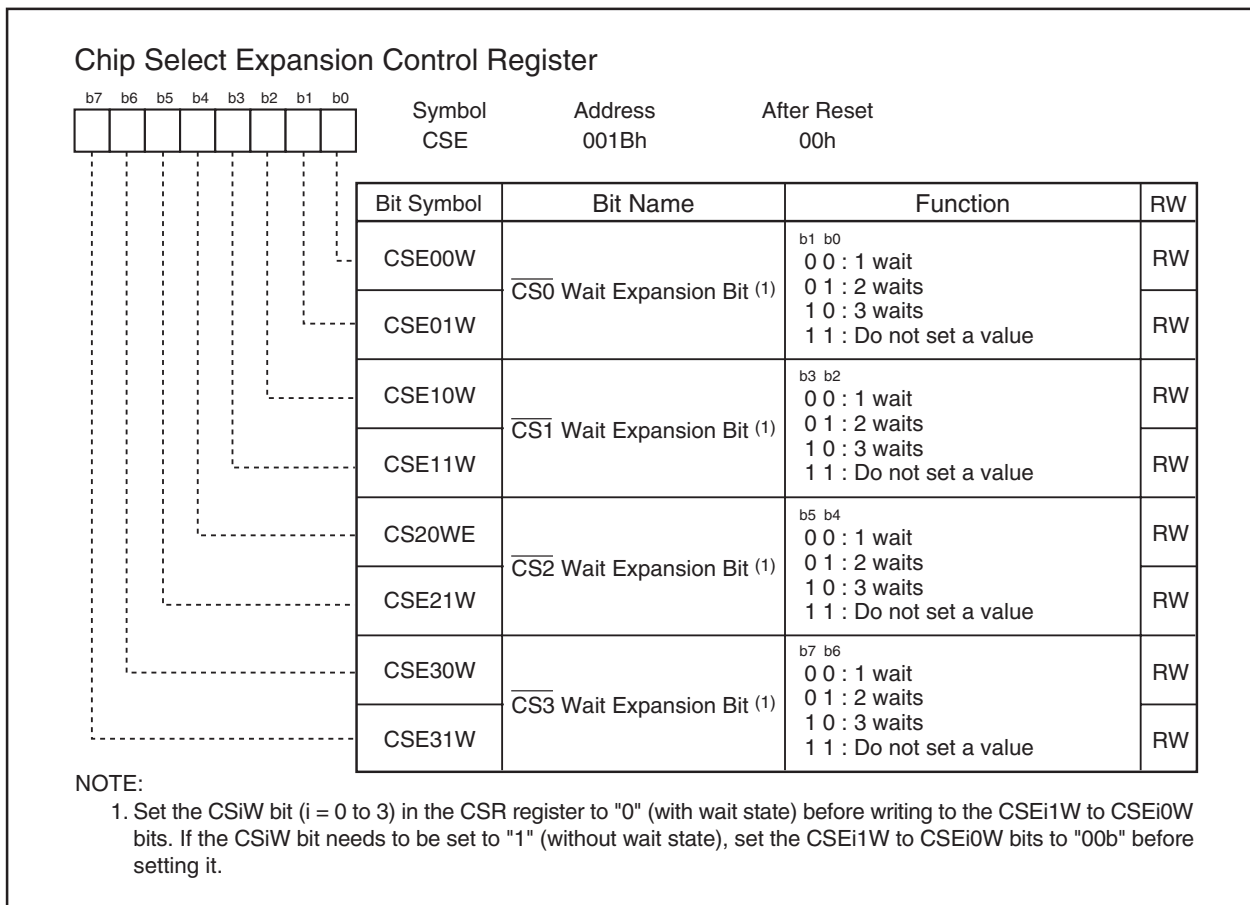 Chip Select Expansion Control Register
b7 b6 b5 b4 b3 b2 b1 b0
Symbol Address After Reset
CSE 001Bh 00h
Bit Symbol Bit Name Function RW
CSE00W
CSE01W
CS0 Wait Expansion Bit (1)
b1 b0
0 0 : 1 wait
0 1 : 2 waits
1 0 : 3 waits
1 1 : Do not set a value
RW
RW
CSE10W
CSE11W
CS1 Wait Expansion Bit (1)
b3 b2
0 0 : 1 wait
0 1 : 2 waits
1 0 : 3 waits
1 1 : Do not set a value
RW
RW
CS20WE
CSE21W
CS2 Wait Expansion Bit (1)
b5 b4
0 0 : 1 wait
0 1 : 2 waits
1 0 : 3 waits
1 1 : Do not set a value
RW
RW
CSE30W
CSE31W
CS3 Wait Expansion Bit (1)
b7 b6
0 0 : 1 wait
0 1 : 2 waits
1 0 : 3 waits
1 1 : Do not set a value
RW
RW
NOTE:
1. Set the CSiW bit (i = 0 to 3) in the CSR register to "0" (with wait state) before writing to the CSEi1W to CSEi0W
bits. If the CSiW bit needs to be set to "1" (without wait state), set the CSEi1W to CSEi0W bits to "00b" before
setting it.